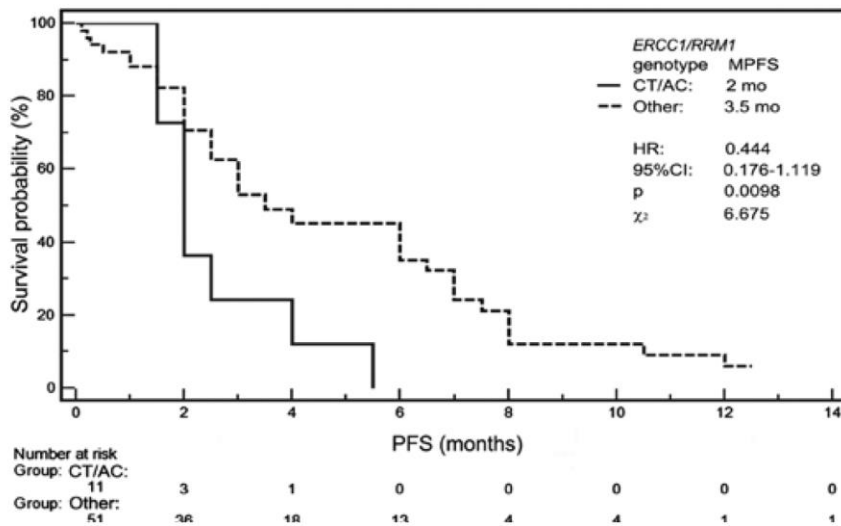 Survival probability (%)
100
80
60
40
20
0
ERCC1/RRM1
genotype MPFS
CT/AC: 2 mo
Other: 3.5 mo
HR: 0.444
95%CI: 0.176-1.119
p 0.0098
χ2 6.675
0 2 4 6 8 10 12 14
PFS (months)
Number at risk
Group: CT/AC:
11 3 1 0 0 0 0 0
Group: Other:
51 36 18 13 4 4 1 1